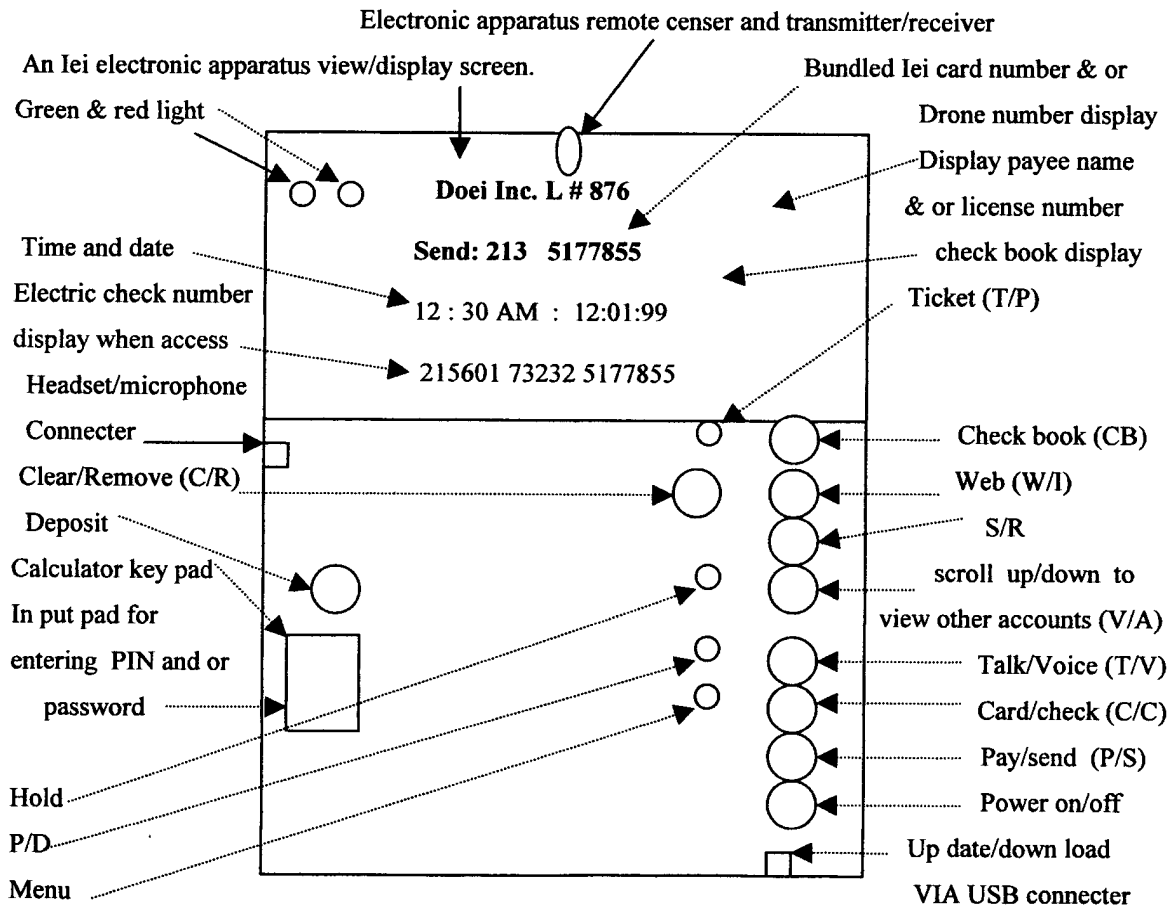 Electronic apparatus remote censer and transmitter/receiver
An Iei electronic apparatus view/display screen.
Bundled Iei card number & or
Green & red light
Drone number display
Display payee name
Doei Inc. L # 876
& or license number
Time and date
Send: 213 5177855
check book display
Electric check number
12 : 30 AM : 12:01:99
Ticket (T/P)
display when access
215601 73232 5177855
Headset/microphone
Connecter
Check book (CB)
Clear/Remove (C/R)
Web (W/I)
Deposit
S/R
Calculator key pad
scroll up/down to
In put pad for
view other accounts (V/A)
entering PIN and or
Talk/Voice (T/V)
password
Card/check (C/C)
Pay/send (P/S)
Hold
Power on/off
P/D
Up date/down load
Menu
VIA USB connecter